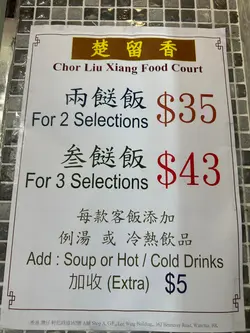 楚留香
Chor Liu Xiang Food Court
兩餸飯 $35
For 2 Selections
叁餸飯 $43
For 3 Selections
每款客飯添加
例湯 或 冷熱飲品
Add : Soup or Hot / Cold Drinks
加收 (Extra) $5